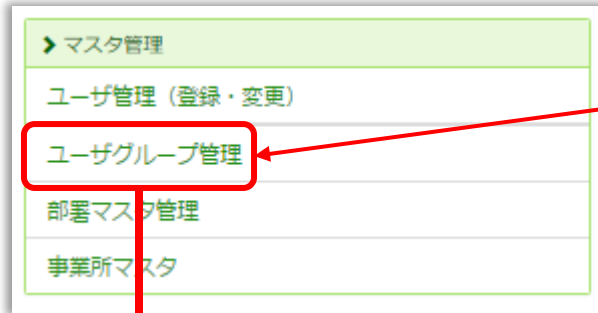 マスタ管理
ユーザ管理（登録・変更）
ユーザグループ管理
部署マスタ管理
事業所マスタ